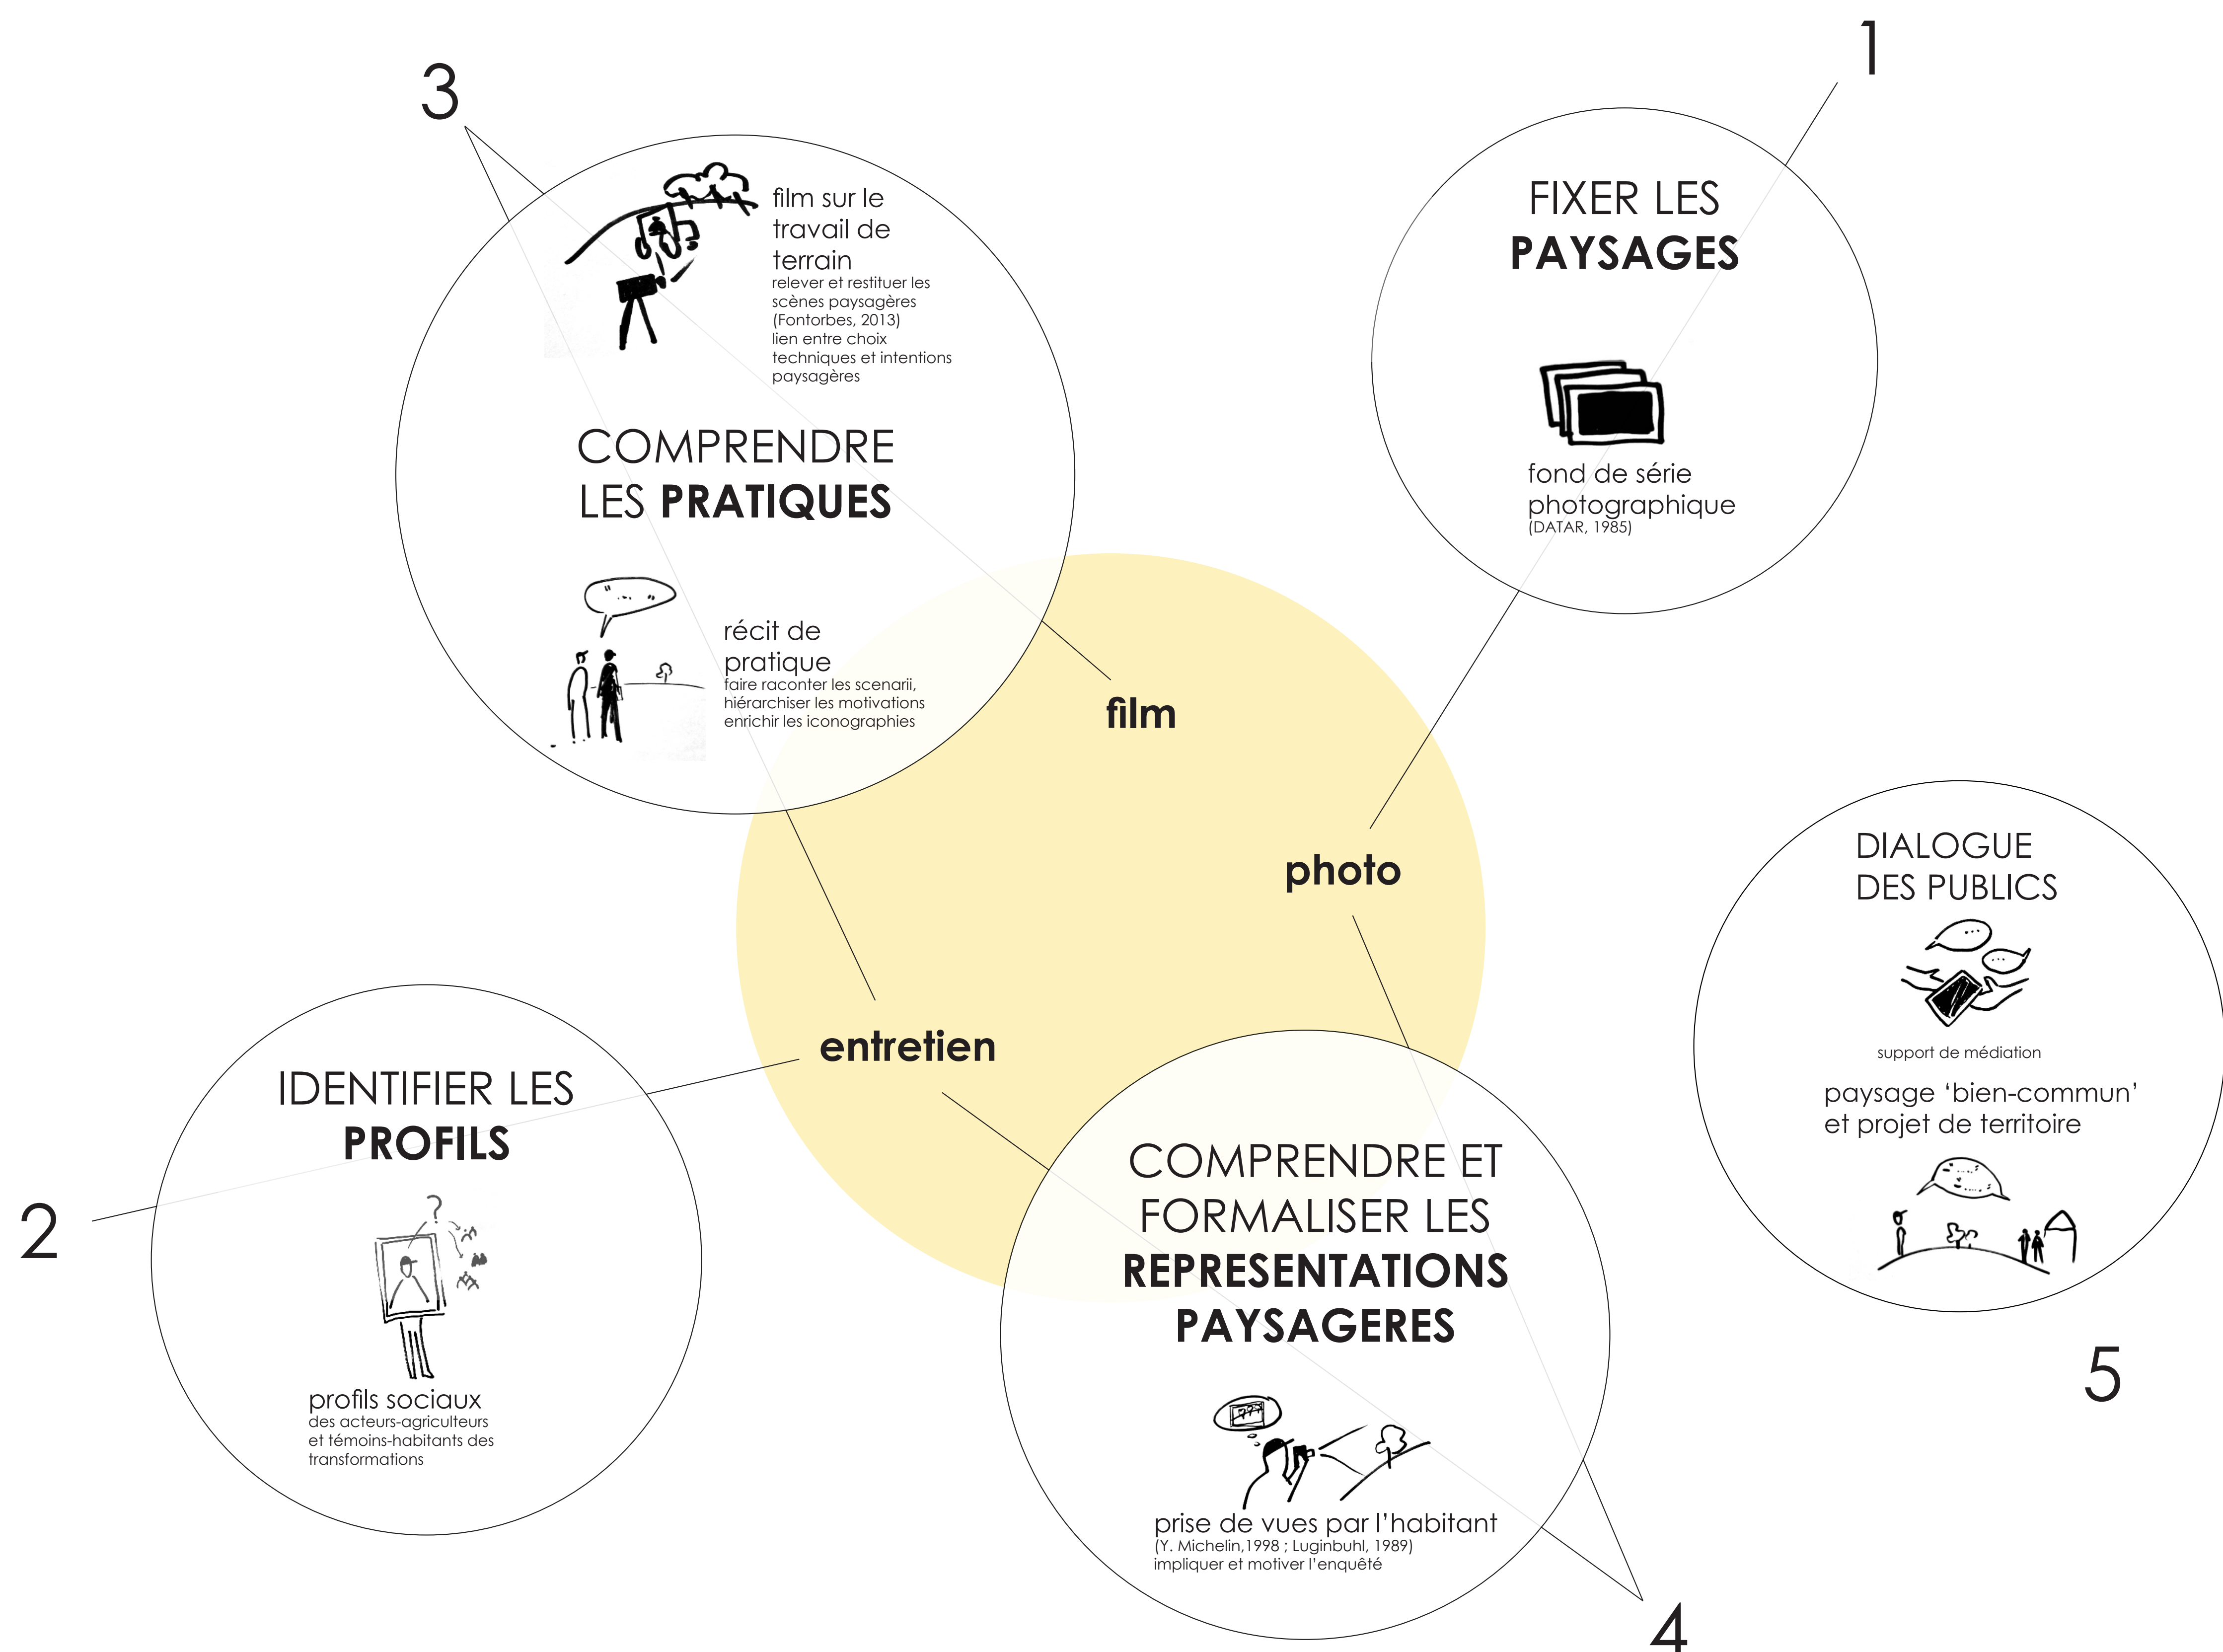 1
FIXER LES
PAYSAGES
fond de série
photographique
(DATAR, 1985)
3
film sur le
travail de
terrain
relever et restituer les
scènes paysagères
(Fontorbes, 2013)
lien entre choix
techniques et intentions
paysagères
COMPRENDRE
LES PRATIQUES
récit de
pratique
faire raconter les scenarii,
hiérarchiser les motivations
enrichir les iconographies
film
photo
entretien
2
IDENTIFIER LES
PROFILS
?
profils sociaux
des acteurs-agriculteurs
et témoins-habitants des
transformations
COMPRENDRE ET
FORMALISER LES
REPRESENTATIONS
PAYSAGERES
prise de vues par l'habitant
(Y. Michelin,1998 ; Luginbuhl, 1989)
impliquer et motiver l'enquêté
4
DIALOGUE
DES PUBLICS
support de médiation
paysage ‘bien-commun’
et projet de territoire
5